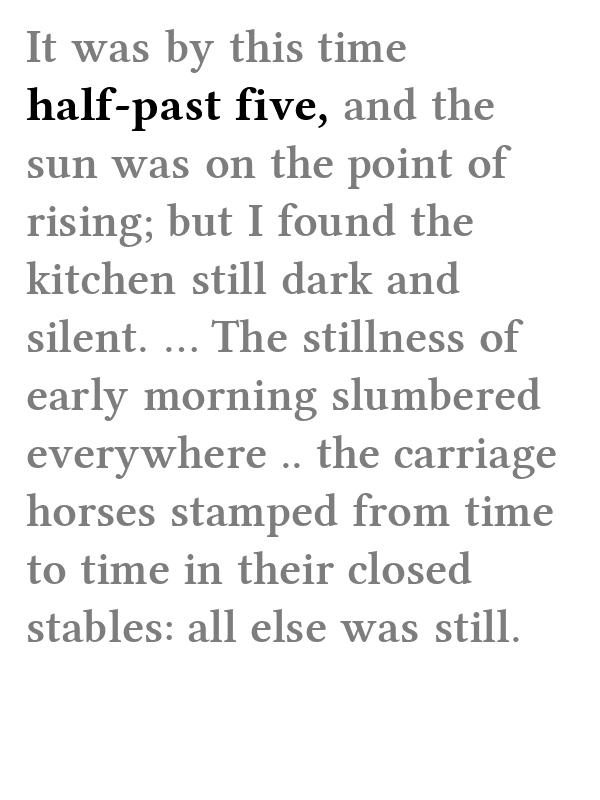 It was by this time
half-past five, and the
sun was on the point of
rising; but I found the
kitchen still dark and
silent. ... The stillness of
early morning slumbered
everywhere .. the carriage
horses stamped from time
to time in their closed
stables: all else was still.